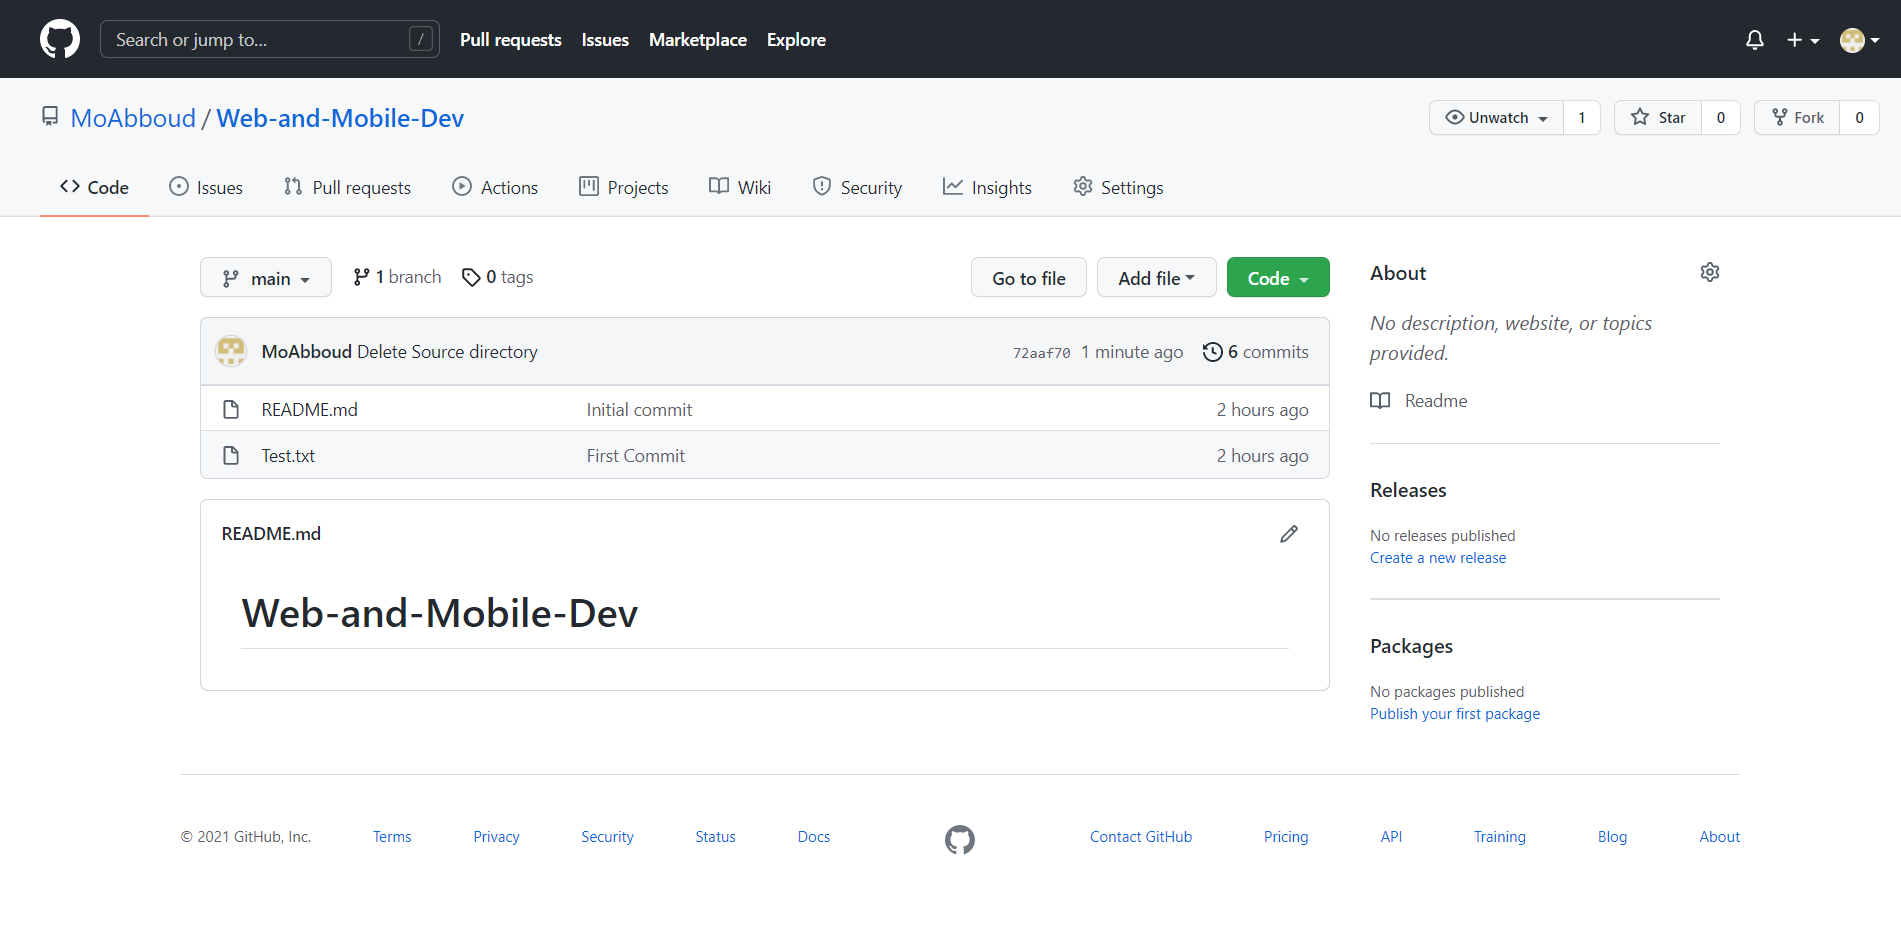 Search or jump to... /
Pull requests Issues Marketplace Explore
MoAbboud / Web-and-Mobile-Dev
Unwatch 1 Star 0 Fork 0
Code Issues Pull requests Actions Projects Wiki Security Insights Settings
main 1 branch 0 tags
Go to file Add file Code
MoAbboud Delete Source directory 72aaf70 1 minute ago 6 commits
README.md Initial commit 2 hours ago
Test.txt First Commit 2 hours ago
README.md
Web-and-Mobile-Dev
About
No description, website, or topics
provided.
Readme
Releases
No releases published
Create a new release
Packages
No packages published
Publish your first package
© 2021 GitHub, Inc. Terms Privacy Security Status Docs Contact GitHub Pricing API Training Blog About